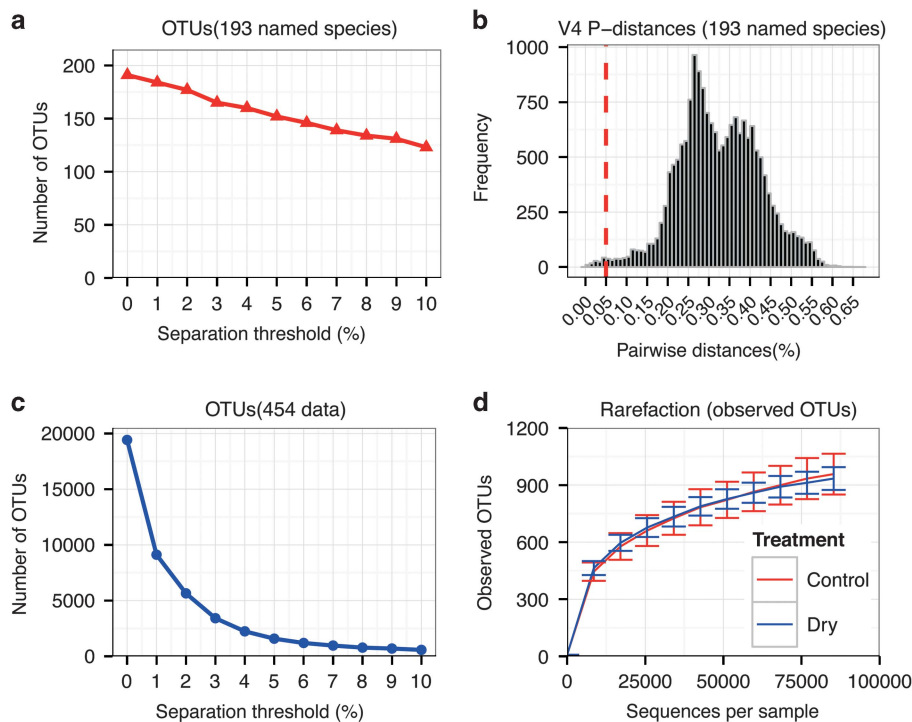 a
OTUs(193 named species)
200
150
100
50
0
Number of OTUs
0 1 2 3 4 5 6 7 8 9 10
Separation threshold (%)
b
V4 P-distances (193 named species)
1000
750
500
250
0
Frequency
0.00 0.05 0.10 0.15 0.20 0.25 0.30 0.35 0.40 0.45 0.50 0.55 0.60 0.65
Pairwise distances(%)
c
OTUs(454 data)
20000
15000
10000
5000
0
Number of OTUs
0 1 2 3 4 5 6 7 8 9 10
Separation threshold (%)
d
Rarefaction (observed OTUs)
1200
900
600
300
0
Observed OTUs
Treatment
Control
Dry
0 25000 50000 75000 100000
Sequences per sample